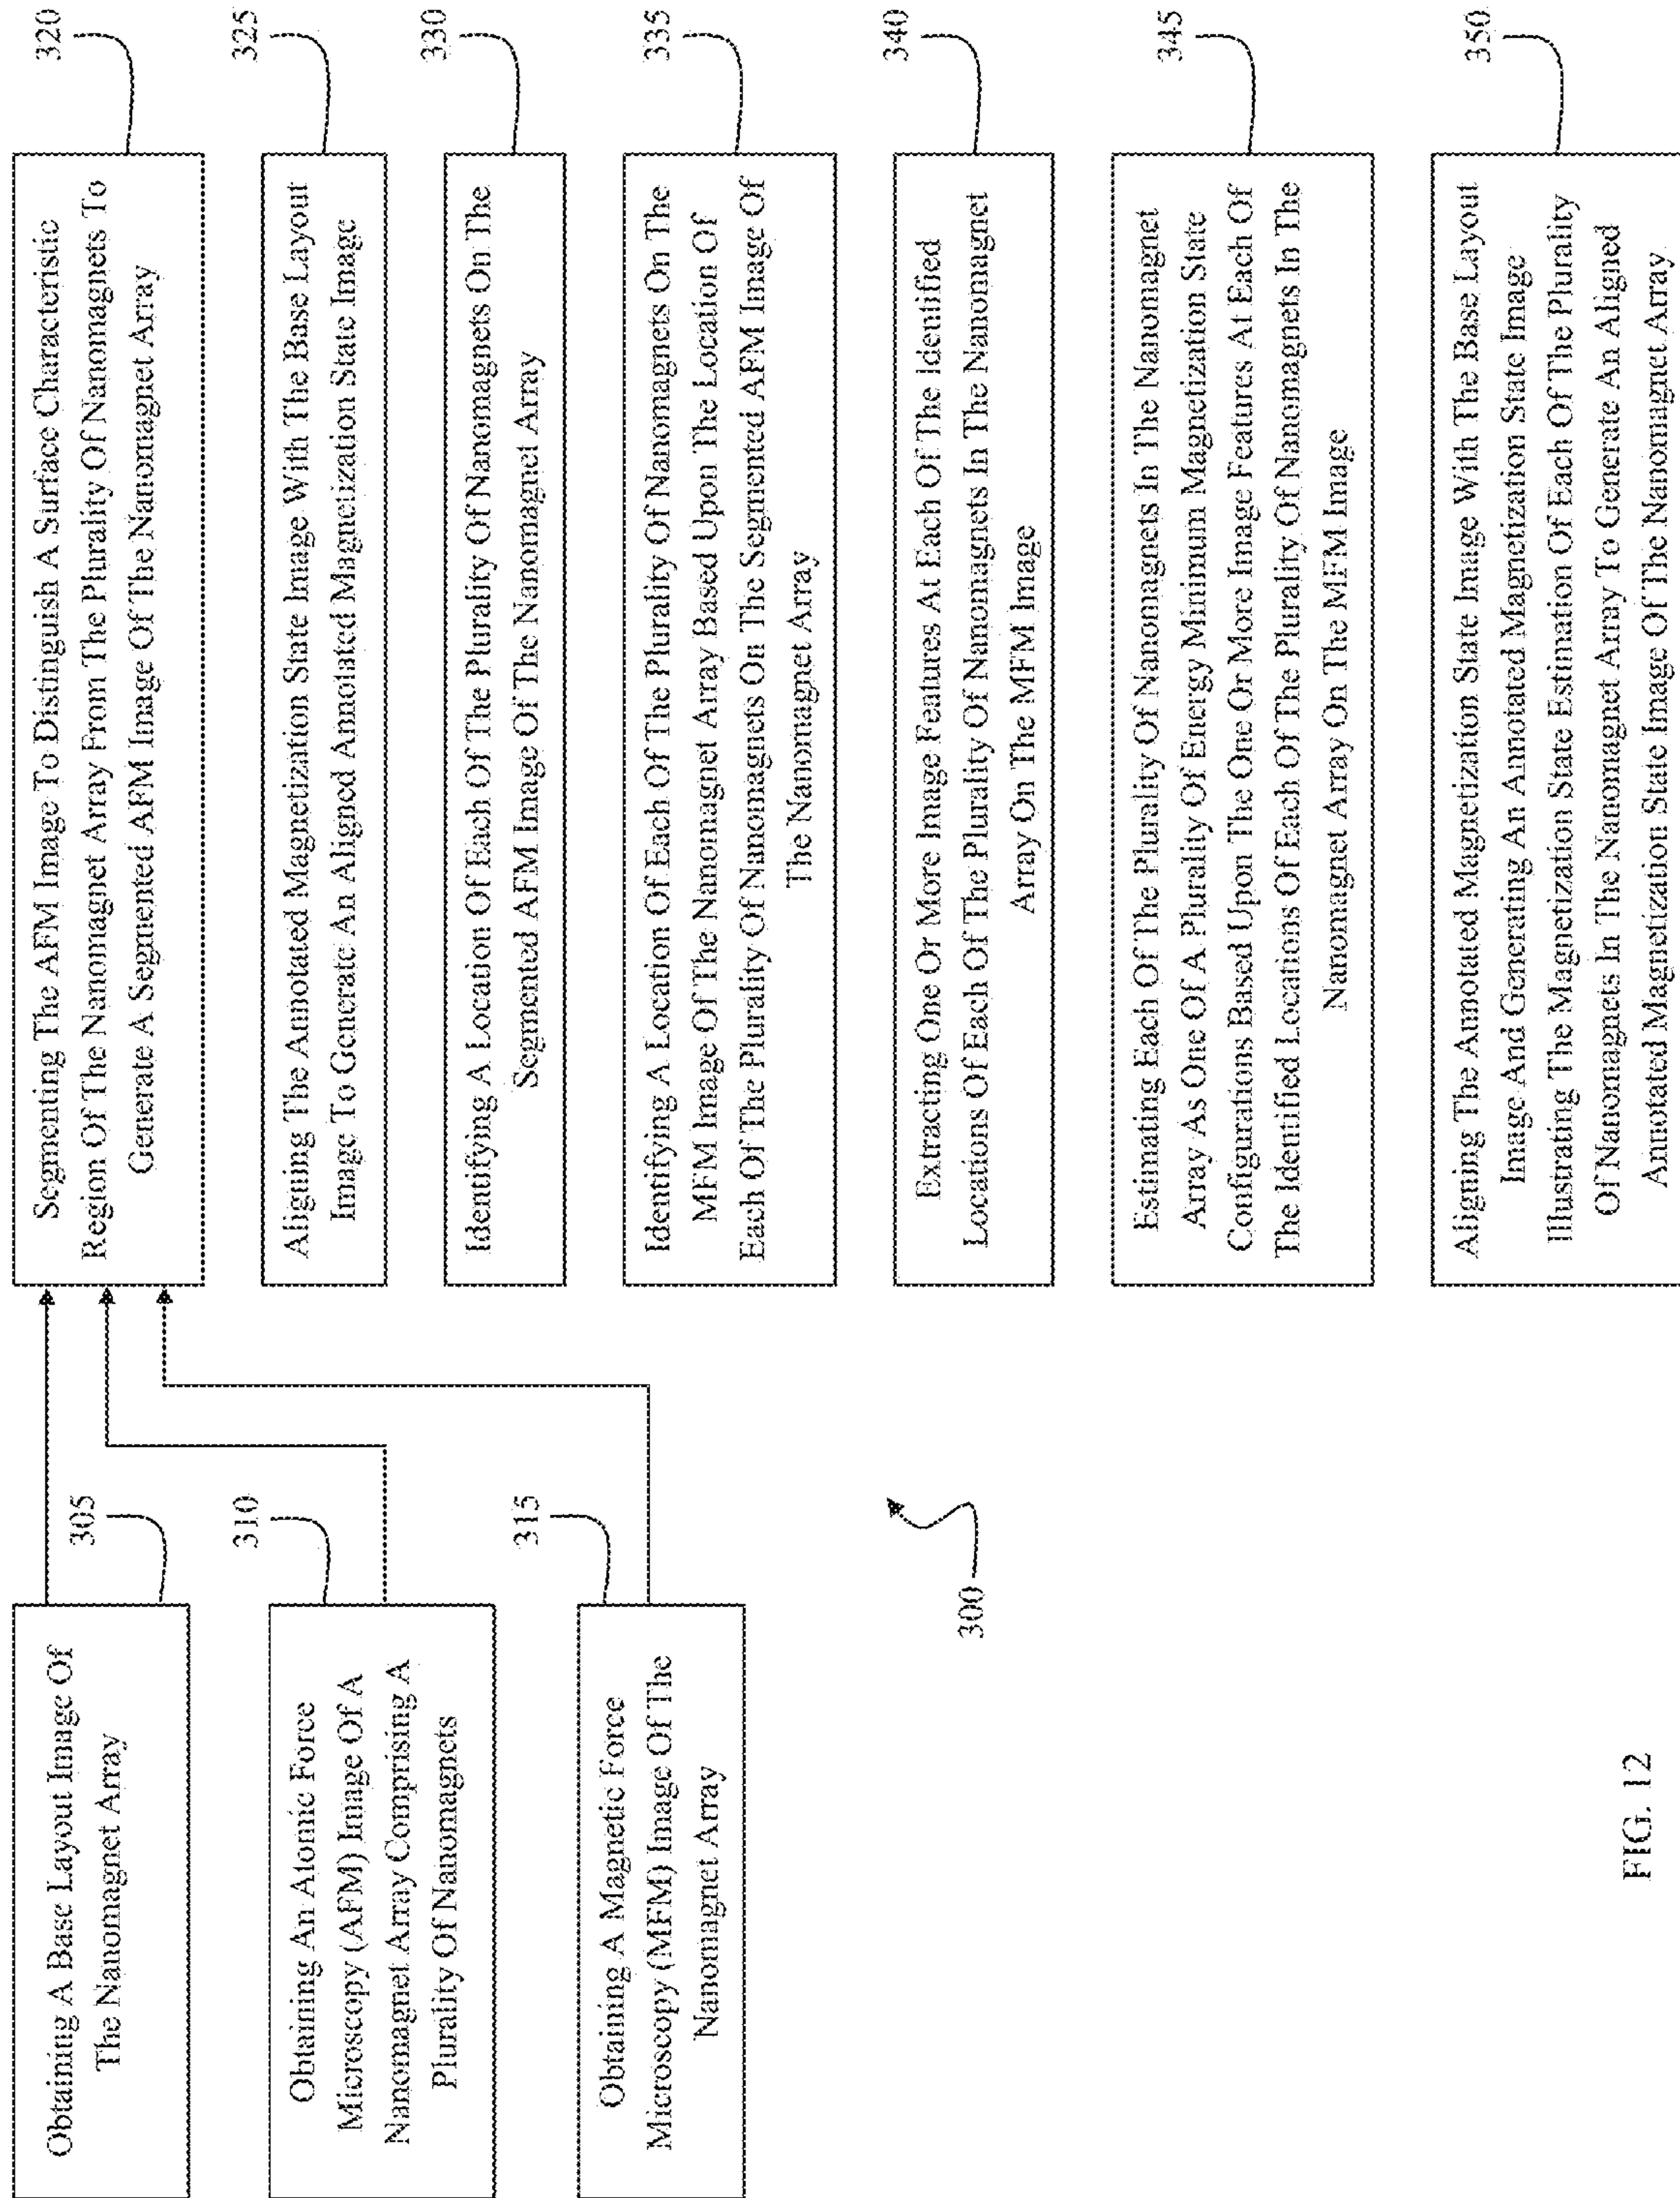 305
Obtaining A Base Layout Image Of
The Nanomagnet Array
310
Obtaining An Atomic Force
Microscopy (AFM) Image Of A
Nanomagnet Array Comprising A
Plurality Of Nanomagnets
315
Obtaining A Magnetic Force
Microscopy (MFM) Image Of The
Nanomagnet Array
300
320
Segmenting The AFM Image To Distinguish A Surface Characteristic
Region Of The Nanomagnet Array From The Plurality Of Nanomagnets To
Generate A Segmented AFM Image Of The Nanomagnet Array
325
Aligning The Annotated Magnetization State Image With The Base Layout
Image To Generate An Aligned Annotated Magnetization State Image
330
Identifying A Location Of Each Of The Plurality Of Nanomagnets On The
Segmented AFM Image Of The Nanomagnet Array
335
Identifying A Location Of Each Of The Plurality Of Nanomagnets On The
MFM Image Of The Nanomagnet Array Based Upon The Location Of
Each Of The Plurality Of Nanomagnets On The Segmented AFM Image Of
The Nanomagnet Array
340
Extracting One Or More Image Features At Each Of The Identified
Locations Of Each Of The Plurality Of Nanomagnets In The Nanomagnet
Array On The MFM Image
345
Estimating Each Of The Plurality Of Nanomagnets In The Nanomagnet
Array As One Of A Plurality Of Energy Minimum Magnetization State
Configurations Based Upon The One Or More Image Features At Each Of
The Identified Locations Of Each Of The Plurality Of Nanomagnets In The
Nanomagnet Array On The MFM Image
350
Aligning The Annotated Magnetization State Image With The Base Layout
Image And Generating An Annotated Magnetization State Image
Illustrating The Magnetization State Estimation Of Each Of The Plurality
Of Nanomagnets In The Nanomagnet Array To Generate An Aligned
Annotated Magnetization State Image Of The Nanomagnet Array
FIG. 12